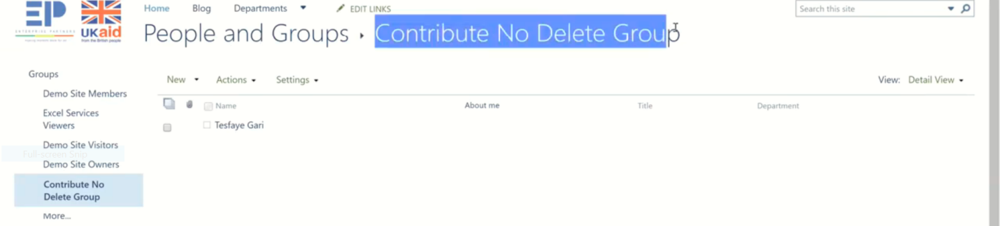 EP
ENTERPRISE PARTNERS
UKaid
from the British people
Home Blog Departments EDIT LINKS
Search this site
People and Groups Contribute No Delete Group
Groups
Demo Site Members
Excel Services
Viewers
Demo Site Visitors
Full-screen Snip
Demo Site Owners
Contribute No
Delete Group
More...
New Actions Settings View: Detail View
Name About me Title Department
Tesfaye Gari